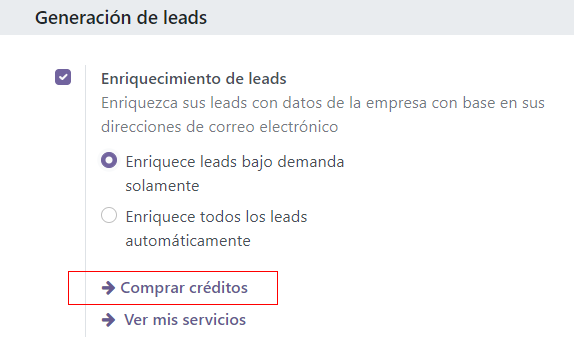 Generación de leads
Enriquecimiento de leads
Enriquezca sus leads con datos de la empresa con base en sus
direcciones de correo electrónico
Enriquece leads bajo demanda
solamente
Enriquece todos los leads
automáticamente
Comprar créditos
Ver mis servicios